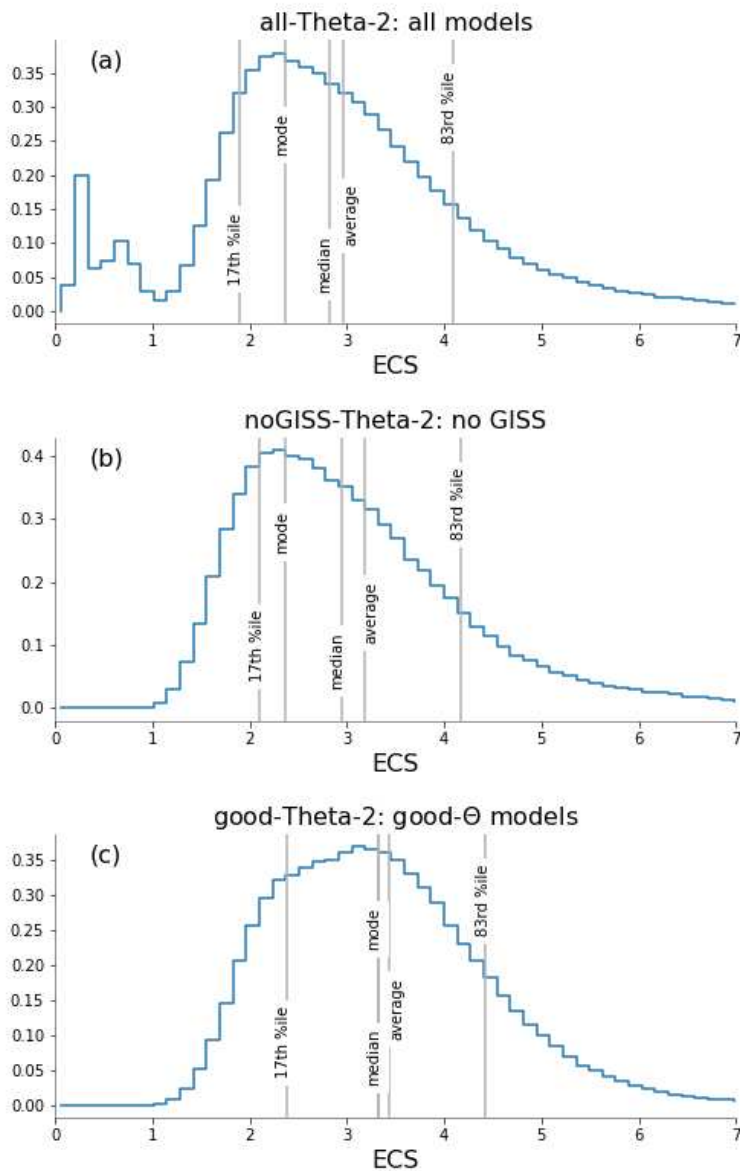 all-Theta-2: all models
(a)
0.35
0.30
0.25
0.20
0.15
0.10
0.05
0.00
17th %ile
mode
median
average
83rd %ile
0 1 2 3 4 5 6 7
ECS
noGISS-Theta-2: no GISS
(b)
0.4
0.3
0.2
0.1
0.0
17th %ile
mode
median
average
83rd %ile
0 1 2 3 4 5 6 7
ECS
good-Theta-2: good-Θ models
(c)
0.35
0.30
0.25
0.20
0.15
0.10
0.05
0.00
17th %ile
median
mode
average
83rd %ile
0 1 2 3 4 5 6 7
ECS